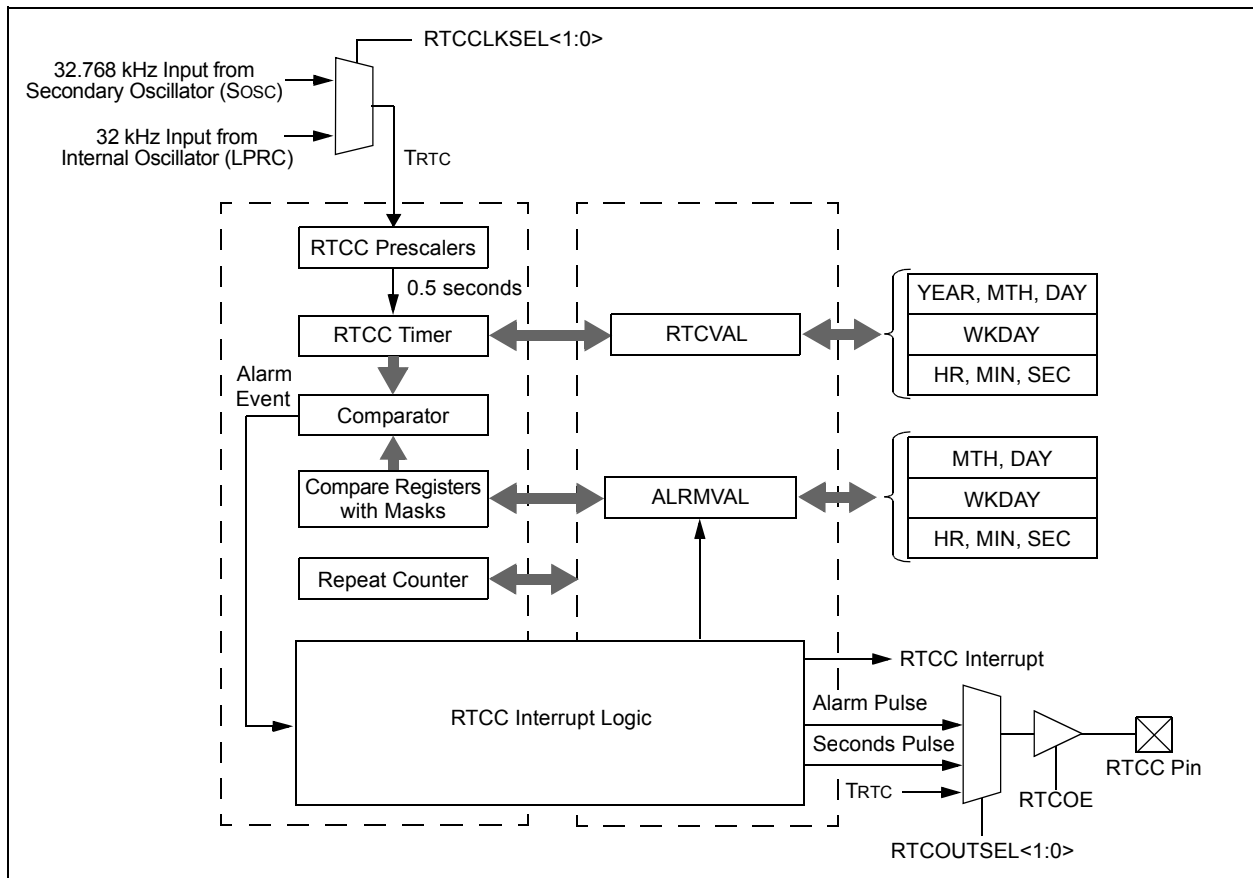 RTCCLKSEL<1:0>
32.768 kHz Input from
Secondary Oscillator (SOSC)
32 kHz Input from
Internal Oscillator (LPRC)
TRTC
RTCC Prescalers
0.5 seconds
YEAR, MTH, DAY
RTCC Timer
RTCVAL
WKDAY
HR, MIN, SEC
Alarm
Event
Comparator
MTH, DAY
Compare Registers
with Masks
ALRMVAL
WKDAY
HR, MIN, SEC
Repeat Counter
RTCC Interrupt
RTCC Interrupt Logic
Alarm Pulse
Seconds Pulse
RTCC Pin
TRTC
RTCOE
RTCOUTSEL<1:0>